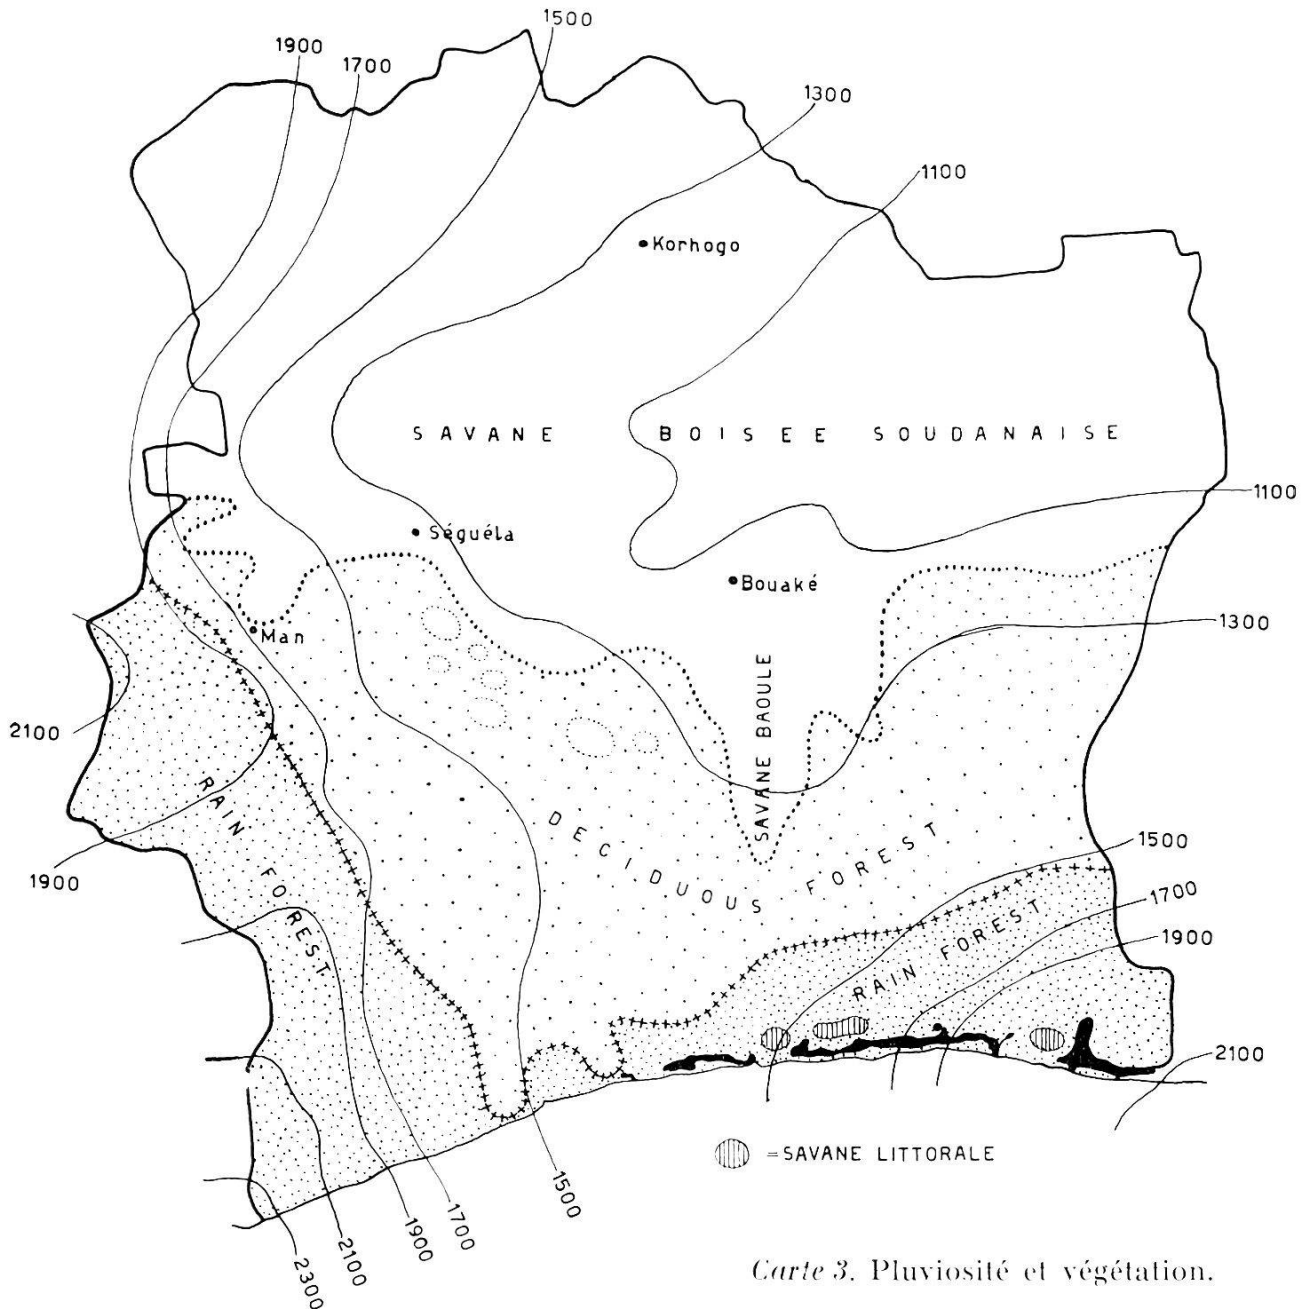 1500
1900
1700
1300
1100
Korhogo
SAVANE BOISEE SOUDANAISE
1100
Séguéla
Bouaké
1300
Man
SAVANE BAOULE
2100
RAIN FOREST
DECIDUOUS FOREST
1500
1700
1900
RAIN FOREST
1900
2100
=SAVANE LITTORALE
1500
1700
1900
2100
2300
Carte 3. Pluviosité et végétation.